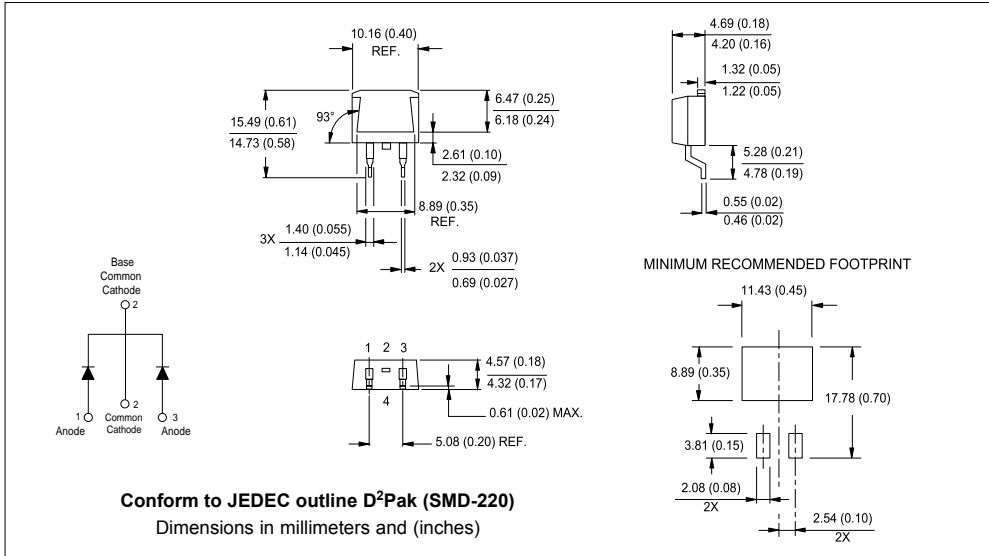 10.16 (0.40)
REF.
4.69 (0.18)
4.20 (0.16)
1.32 (0.05)
1.22 (0.05)
15.49 (0.61)
14.73 (0.58)
93°
6.47 (0.25)
6.18 (0.24)
2.61 (0.10)
2.32 (0.09)
5.28 (0.21)
4.78 (0.19)
8.89 (0.35)
REF.
0.55 (0.02)
0.46 (0.02)
3X 1.40 (0.055)
1.14 (0.045)
2X 0.93 (0.037)
0.69 (0.027)
MINIMUM RECOMMENDED FOOTPRINT
11.43 (0.45)
Base
Common
Cathode
2
1 2 3
4
4.57 (0.18)
4.32 (0.17)
0.61 (0.02) MAX.
5.08 (0.20) REF.
8.89 (0.35)
17.78 (0.70)
1
Anode
2
Common
Cathode
3
Anode
3.81 (0.15)
2.08 (0.08)
2X
2.54 (0.10)
2X
Conform to JEDEC outline D²Pak (SMD-220)
Dimensions in millimeters and (inches)